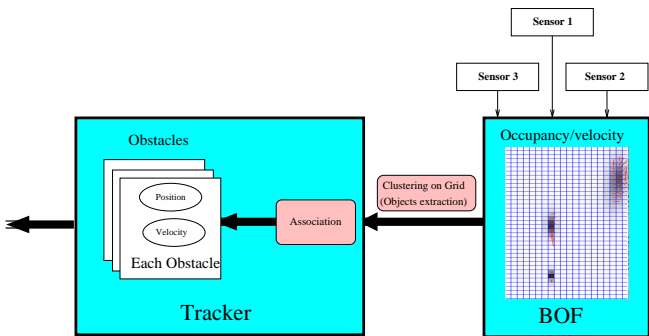 Sensor 1
Sensor 3
Sensor 2
Obstacles
Position
Velocity
Each Obstacle
Association
Tracker
Clustering on Grid
(Objects extraction)
Occupancy/velocity
BOF